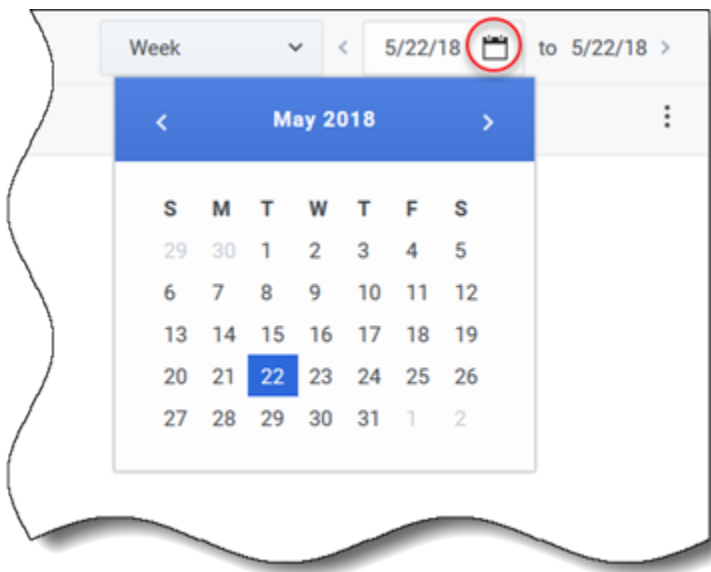 Week 5/22/18 to 5/22/18
May 2018
S M T W T F S
29 30 1 2 3 4 5
6 7 8 9 10 11 12
13 14 15 16 17 18 19
20 21 22 23 24 25 26
27 28 29 30 31 1 2